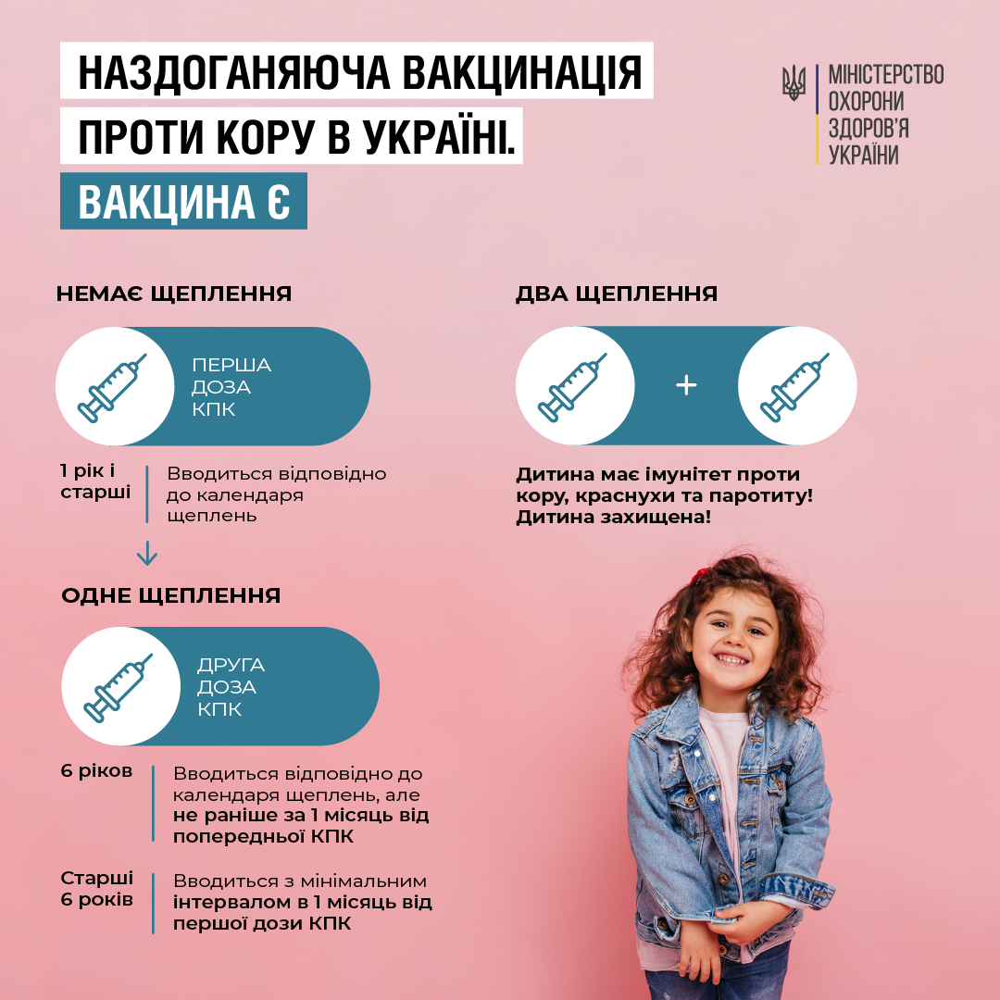 НАЗДОГАНЯЮЧА ВАКЦИНАЦІЯ
ПРОТИ КОРУ В УКРАЇНІ.
ВАКЦИНА Є
МІНІСТЕРСТВО
ОХОРОНИ
ЗДОРОВ'Я
УКРАЇНИ
НЕМАЄ ЩЕПЛЕННЯ
ПЕРША
ДОЗА
КПК
1 рік і
старші
Вводиться відповідно
до календаря
щеплень
ОДНЕ ЩЕПЛЕННЯ
ДРУГА
ДОЗА
КПК
6 ріков
Вводиться відповідно до
календаря щеплень, але
не раніше за 1 місяць від
попередньої КПК
Старші
6 років
Вводиться з мінімальним
інтервалом в 1 місяць від
першої дози КПК
ДВА ЩЕПЛЕННЯ
+
Дитина має імунітет проти
кору, краснухи та паротиту!
Дитина захищена!